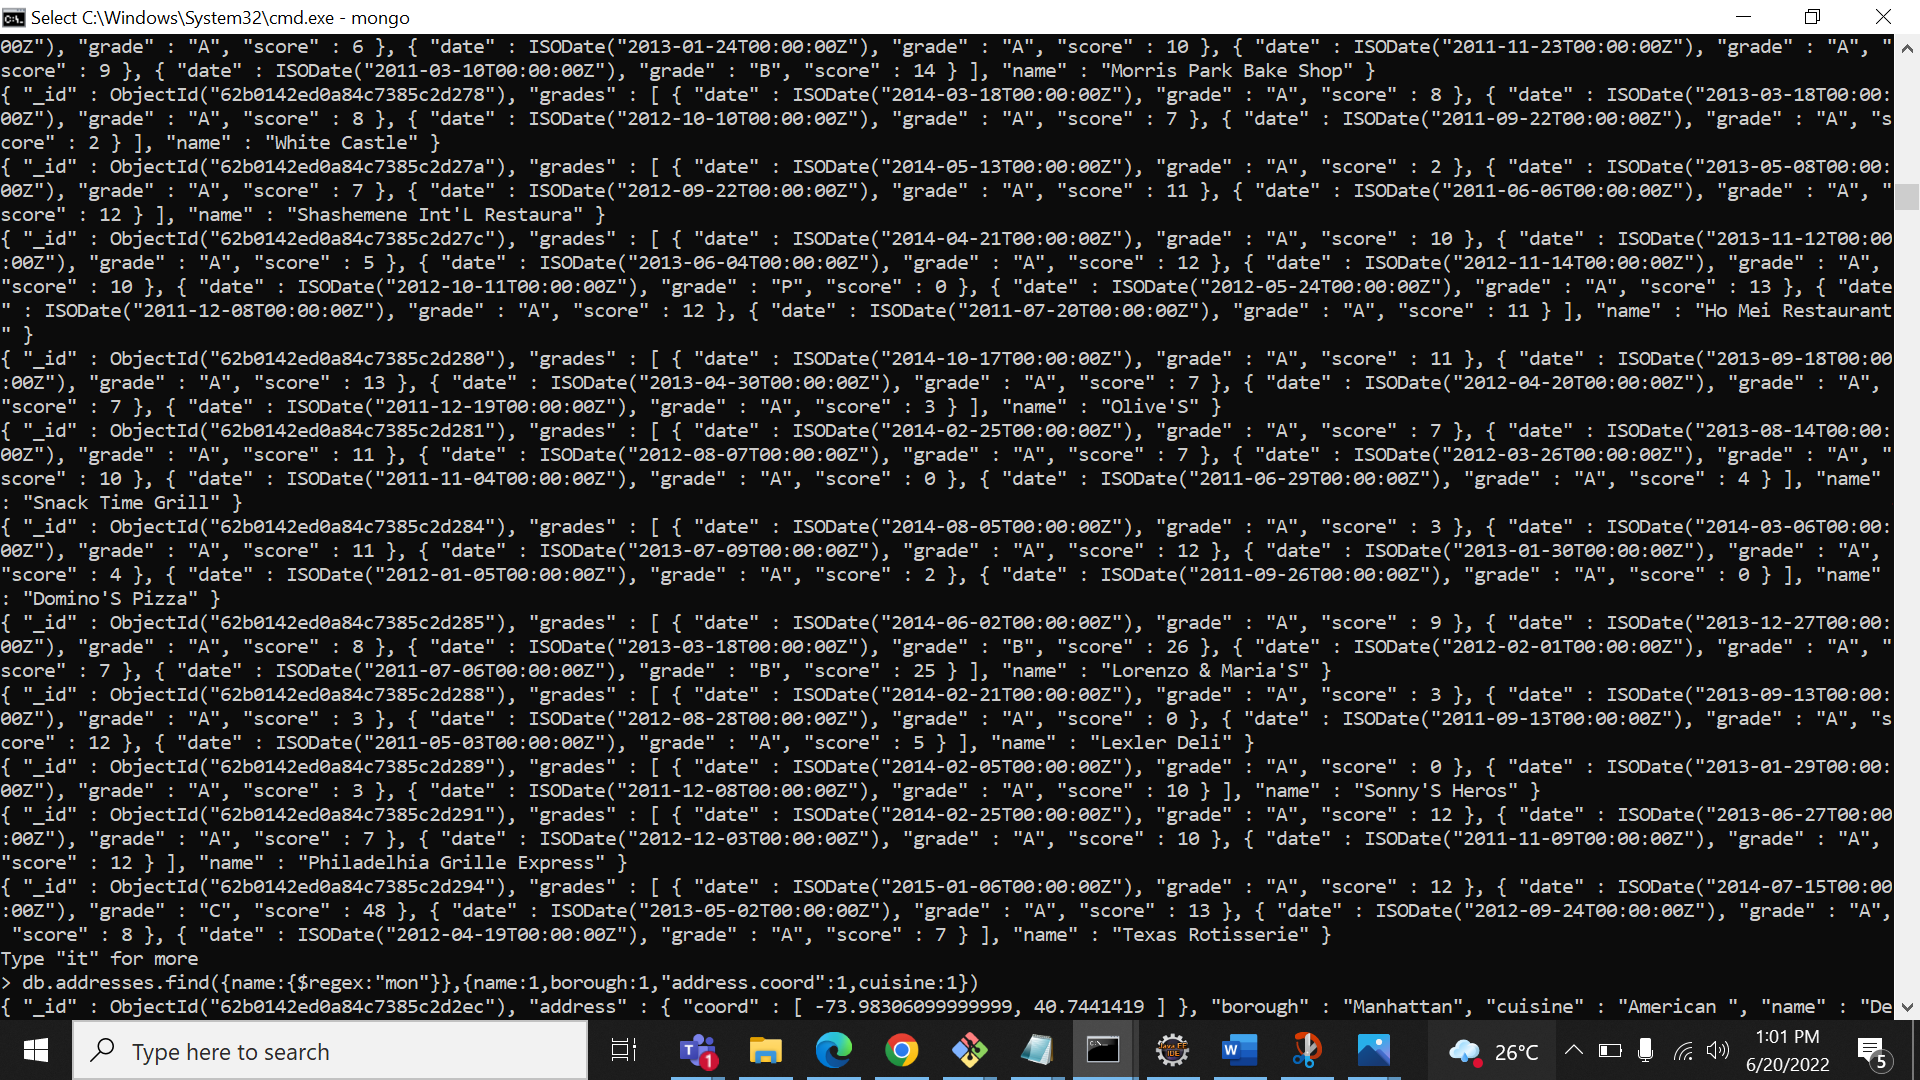 Select C:\Windows\System32\cmd.exe - mongo
00Z"), "grade" : "A", "score" : 6 }, { "date" : ISODate("2013-01-24T00:00:00Z"), "grade" : "A", "score" : 10 }, { "date" : ISODate("2011-11-23T00:00:00Z"), "grade" : "A", "
score" : 9 }, { "date" : ISODate("2011-03-10T00:00:00Z"), "grade" : "B", "score" : 14 } ], "name" : "Morris Park Bake Shop" }
{ "_id" : ObjectId("62b0142ed0a84c7385c2d278"), "grades" : [ { "date" : ISODate("2014-03-18T00:00:00Z"), "grade" : "A", "score" : 8 }, { "date" : ISODate("2013-03-18T00:00:
00Z"), "grade" : "A", "score" : 8 }, { "date" : ISODate("2012-10-10T00:00:00Z"), "grade" : "A", "score" : 7 }, { "date" : ISODate("2011-09-22T00:00:00Z"), "grade" : "A", "s
core" : 2 } ], "name" : "White Castle" }
{ "_id" : ObjectId("62b0142ed0a84c7385c2d27a"), "grades" : [ { "date" : ISODate("2014-05-13T00:00:00Z"), "grade" : "A", "score" : 2 }, { "date" : ISODate("2013-05-08T00:00:
00Z"), "grade" : "A", "score" : 7 }, { "date" : ISODate("2012-09-22T00:00:00Z"), "grade" : "A", "score" : 11 }, { "date" : ISODate("2011-06-06T00:00:00Z"), "grade" : "A", "
score" : 12 } ], "name" : "Shashemene Int'L Restaura" }
{ "_id" : ObjectId("62b0142ed0a84c7385c2d27c"), "grades" : [ { "date" : ISODate("2014-04-21T00:00:00Z"), "grade" : "A", "score" : 10 }, { "date" : ISODate("2013-11-12T00:00
:00Z"), "grade" : "A", "score" : 5 }, { "date" : ISODate("2013-06-04T00:00:00Z"), "grade" : "A", "score" : 12 }, { "date" : ISODate("2012-11-14T00:00:00Z"), "grade" : "A",
"score" : 10 }, { "date" : ISODate("2012-10-11T00:00:00Z"), "grade" : "P", "score" : 0 }, { "date" : ISODate("2012-05-24T00:00:00Z"), "grade" : "A", "score" : 13 }, { "date
" : ISODate("2011-12-08T00:00:00Z"), "grade" : "A", "score" : 12 }, { "date" : ISODate("2011-07-20T00:00:00Z"), "grade" : "A", "score" : 11 } ], "name" : "Ho Mei Restaurant
" }
{ "_id" : ObjectId("62b0142ed0a84c7385c2d280"), "grades" : [ { "date" : ISODate("2014-10-17T00:00:00Z"), "grade" : "A", "score" : 11 }, { "date" : ISODate("2013-09-18T00:00
:00Z"), "grade" : "A", "score" : 13 }, { "date" : ISODate("2013-04-30T00:00:00Z"), "grade" : "A", "score" : 7 }, { "date" : ISODate("2012-04-20T00:00:00Z"), "grade" : "A",
"score" : 7 }, { "date" : ISODate("2011-12-19T00:00:00Z"), "grade" : "A", "score" : 3 } ], "name" : "Olive'S" }
{ "_id" : ObjectId("62b0142ed0a84c7385c2d281"), "grades" : [ { "date" : ISODate("2014-02-25T00:00:00Z"), "grade" : "A", "score" : 7 }, { "date" : ISODate("2013-08-14T00:00:
00Z"), "grade" : "A", "score" : 11 }, { "date" : ISODate("2012-08-07T00:00:00Z"), "grade" : "A", "score" : 7 }, { "date" : ISODate("2012-03-26T00:00:00Z"), "grade" : "A", "
score" : 10 }, { "date" : ISODate("2011-11-04T00:00:00Z"), "grade" : "A", "score" : 0 }, { "date" : ISODate("2011-06-29T00:00:00Z"), "grade" : "A", "score" : 4 } ], "name"
: "Snack Time Grill" }
{ "_id" : ObjectId("62b0142ed0a84c7385c2d284"), "grades" : [ { "date" : ISODate("2014-08-05T00:00:00Z"), "grade" : "A", "score" : 3 }, { "date" : ISODate("2014-03-06T00:00:
00Z"), "grade" : "A", "score" : 11 }, { "date" : ISODate("2013-07-09T00:00:00Z"), "grade" : "A", "score" : 12 }, { "date" : ISODate("2013-01-30T00:00:00Z"), "grade" : "A",
"score" : 4 }, { "date" : ISODate("2012-01-05T00:00:00Z"), "grade" : "A", "score" : 2 }, { "date" : ISODate("2011-09-26T00:00:00Z"), "grade" : "A", "score" : 0 } ], "name"
: "Domino'S Pizza" }
{ "_id" : ObjectId("62b0142ed0a84c7385c2d285"), "grades" : [ { "date" : ISODate("2014-06-02T00:00:00Z"), "grade" : "A", "score" : 9 }, { "date" : ISODate("2013-12-27T00:00:
00Z"), "grade" : "A", "score" : 8 }, { "date" : ISODate("2013-03-18T00:00:00Z"), "grade" : "B", "score" : 26 }, { "date" : ISODate("2012-02-01T00:00:00Z"), "grade" : "A", "
score" : 7 }, { "date" : ISODate("2011-07-06T00:00:00Z"), "grade" : "B", "score" : 25 } ], "name" : "Lorenzo & Maria'S" }
{ "_id" : ObjectId("62b0142ed0a84c7385c2d288"), "grades" : [ { "date" : ISODate("2014-02-21T00:00:00Z"), "grade" : "A", "score" : 3 }, { "date" : ISODate("2013-09-13T00:00:
00Z"), "grade" : "A", "score" : 3 }, { "date" : ISODate("2012-08-28T00:00:00Z"), "grade" : "A", "score" : 0 }, { "date" : ISODate("2011-09-13T00:00:00Z"), "grade" : "A", "s
core" : 12 }, { "date" : ISODate("2011-05-03T00:00:00Z"), "grade" : "A", "score" : 5 } ], "name" : "Lexler Deli" }
{ "_id" : ObjectId("62b0142ed0a84c7385c2d289"), "grades" : [ { "date" : ISODate("2014-02-05T00:00:00Z"), "grade" : "A", "score" : 0 }, { "date" : ISODate("2013-01-29T00:00:
00Z"), "grade" : "A", "score" : 3 }, { "date" : ISODate("2011-12-08T00:00:00Z"), "grade" : "A", "score" : 10 } ], "name" : "Sonny'S Heros" }
{ "_id" : ObjectId("62b0142ed0a84c7385c2d291"), "grades" : [ { "date" : ISODate("2014-02-25T00:00:00Z"), "grade" : "A", "score" : 12 }, { "date" : ISODate("2013-06-27T00:00
:00Z"), "grade" : "A", "score" : 7 }, { "date" : ISODate("2012-12-03T00:00:00Z"), "grade" : "A", "score" : 10 }, { "date" : ISODate("2011-11-09T00:00:00Z"), "grade" : "A",
"score" : 12 } ], "name" : "Philadelhia Grille Express" }
{ "_id" : ObjectId("62b0142ed0a84c7385c2d294"), "grades" : [ { "date" : ISODate("2015-01-06T00:00:00Z"), "grade" : "A", "score" : 12 }, { "date" : ISODate("2014-07-15T00:00
:00Z"), "grade" : "C", "score" : 48 }, { "date" : ISODate("2013-05-02T00:00:00Z"), "grade" : "A", "score" : 13 }, { "date" : ISODate("2012-09-24T00:00:00Z"), "grade" : "A",
"score" : 8 }, { "date" : ISODate("2012-04-19T00:00:00Z"), "grade" : "A", "score" : 7 } ], "name" : "Texas Rotisserie" }
Type "it" for more
> db.addresses.find({name:{$regex:"mon"}},{name:1,borough:1,"address.coord":1,cuisine:1})
{ "_id" : ObjectId("62b0142ed0a84c7385c2d2ec"), "address" : { "coord" : [ -73.98306099999999, 40.7441419 ] }, "borough" : "Manhattan", "cuisine" : "American ", "name" : "De
Type here to search
1
26°C
1:01 PM
6/20/2022
5